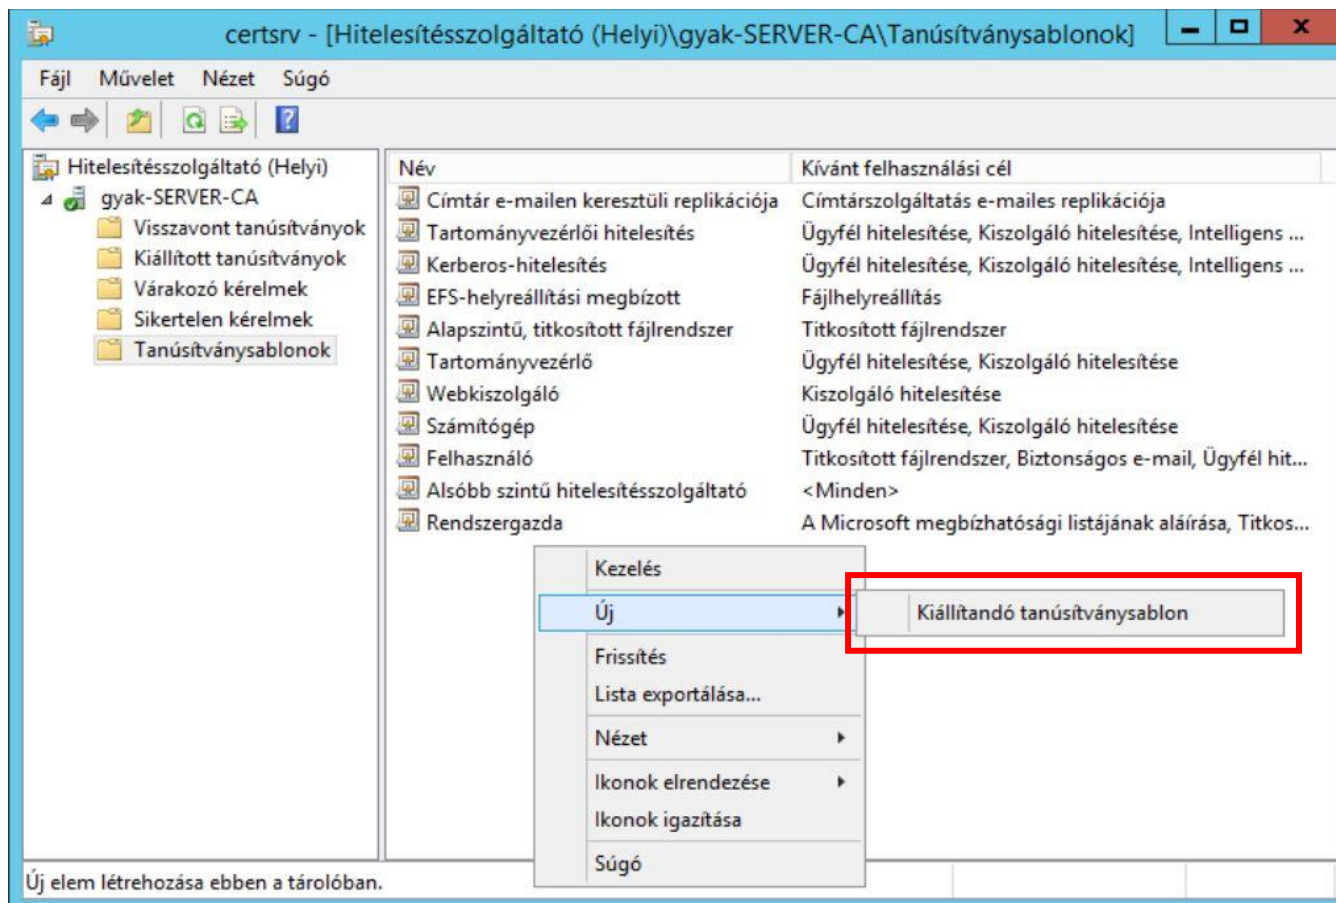 certsrv - [Hitelesítésszolgáltató (Helyi)\gyak-SERVER-CA\Tanúsítványsablonok]
Fájl Művelet Nézet Súgó
Hitelesítésszolgáltató (Helyi)
gyak-SERVER-CA
Visszavont tanúsítványok
Kiállított tanúsítványok
Várakozó kérelmek
Sikertelen kérelmek
Tanúsítványsablonok
Név Kívánt felhasználási cél
Címtár e-mailen keresztüli replikációja Címtárszolgáltatás e-mailes replikációja
Tartományvezérlői hitelesítés Ügyfél hitelesítése, Kiszolgáló hitelesítése, Intelligens ...
Kerberos-hitelesítés Ügyfél hitelesítése, Kiszolgáló hitelesítése, Intelligens ...
EFS-helyreállítási megbízott Fájlhelyreállítás
Alapszintű, titkosított fájlrendszer Titkosított fájlrendszer
Tartományvezérlő Ügyfél hitelesítése, Kiszolgáló hitelesítése
Webkiszolgáló Kiszolgáló hitelesítése
Számítógép Ügyfél hitelesítése, Kiszolgáló hitelesítése
Felhasználó Titkosított fájlrendszer, Biztonságos e-mail, Ügyfél hit...
Alsóbb szintű hitelesítésszolgáltató <Minden>
Rendszergazda A Microsoft megbízhatósági listájának aláírása, Titkos...
Kezelés
Új
Kiállítandó tanúsítványsablon
Frissítés
Lista exportálása...
Nézet
Ikonok elrendezése
Ikonok igazítása
Súgó
Új elem létrehozása ebben a tárolóban.